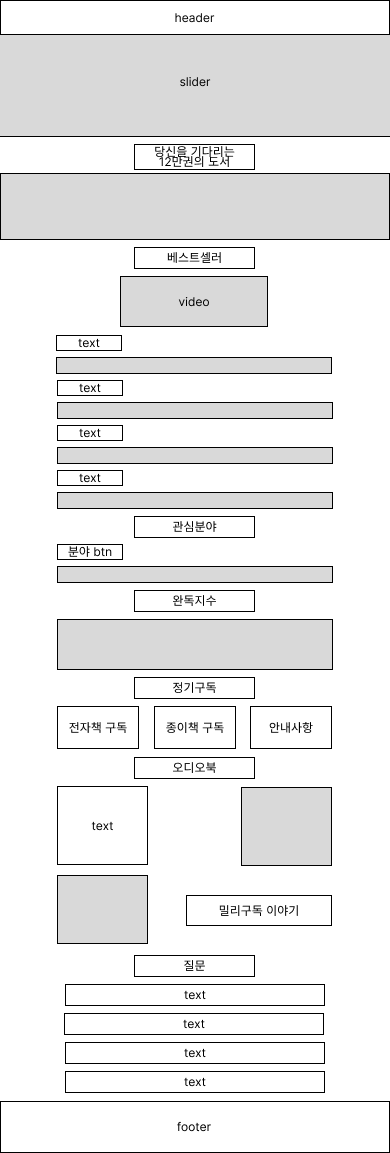 header
slider
당신을 기다리는
12만권의 도서
베스트셀러
video
text
text
text
text
관심분야
분야 btn
완독지수
정기구독
전자책 구독
종이책 구독
안내사항
오디오북
text
밀리구독 이야기
질문
text
text
text
text
footer